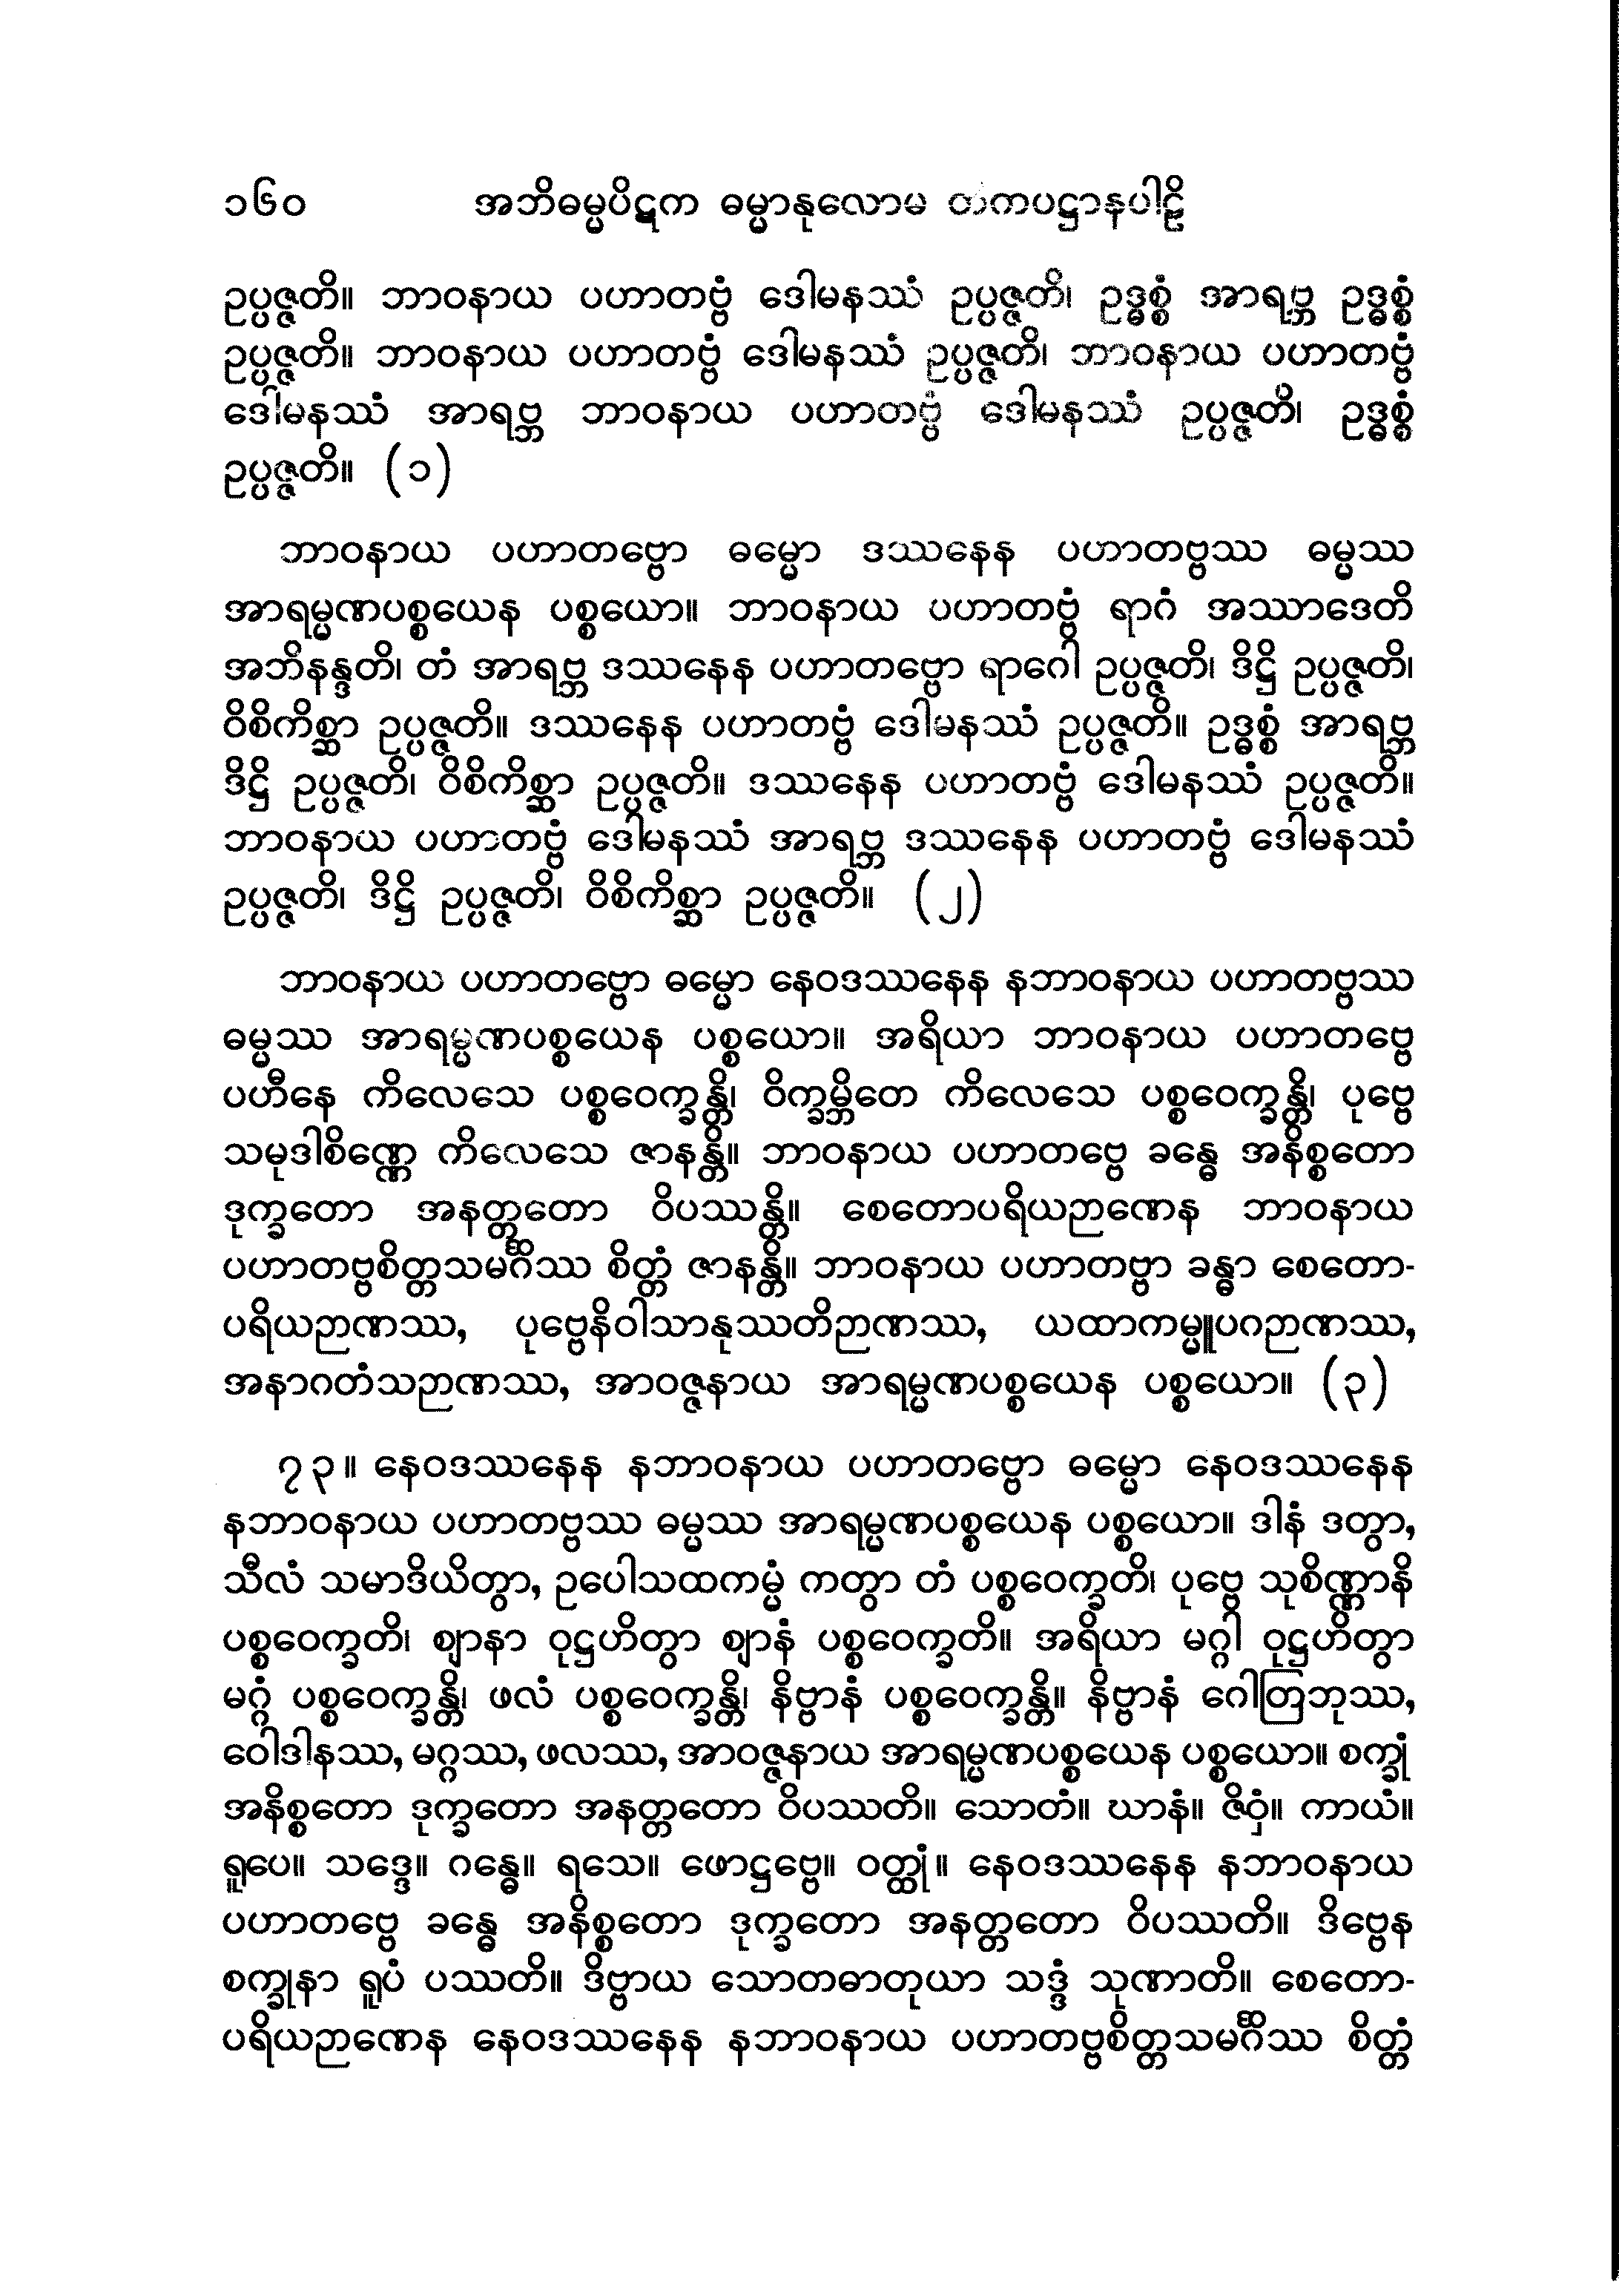 ၁၆၀ အဘိဓမ္မပိဋက ဓမ္မာနုလောမ တိကပဋ္ဌာနပါဠိ
ဥပ္ပဇ္ဇတိ။ ဘာဝနာယ ပဟာတဗ္ဗံ ဒေါမနဿံ ဥပ္ပဇ္ဇတိ၊ ဥဒ္ဓစ္စံ အာရဗ္ဘ ဥဒ္ဓစ္စံ
ဥပ္ပဇ္ဇတိ။ ဘာဝနာယ ပဟာတဗ္ဗံ ဒေါမနဿံ ဥပ္ပဇ္ဇတိ၊ ဘာဝနာယ ပဟာတဗ္ဗံ
ဒေါမနဿံ အာရဗ္ဘ ဘာဝနာယ ပဟာတဗ္ဗံ ဒေါမနဿံ ဥပ္ပဇ္ဇတိ၊ ဥဒ္ဓစ္စံ
ဥပ္ပဇ္ဇတိ။ (၁)
ဘာဝနာယ ပဟာတဗ္ဗော ဓမ္မော ဒဿနေန ပဟာတဗ္ဗဿ ဓမ္မဿ
အာရမ္မဏပစ္စယေန ပစ္စယော။ ဘာဝနာယ ပဟာတဗ္ဗံ ရာဂံ အဿာဒေတိ
အဘိနန္ဒတိ၊ တံ အာရဗ္ဘ ဒဿနေန ပဟာတဗ္ဗော ရာဂေါ ဥပ္ပဇ္ဇတိ၊ ဒိဋ္ဌိ ဥပ္ပဇ္ဇတိ၊
ဝိစိကိစ္ဆာ ဥပ္ပဇ္ဇတိ။ ဒဿနေန ပဟာတဗ္ဗံ ဒေါမနဿံ ဥပ္ပဇ္ဇတိ။ ဥဒ္ဓစ္စံ အာရဗ္ဘ
ဒိဋ္ဌိ ဥပ္ပဇ္ဇတိ၊ ဝိစိကိစ္ဆာ ဥပ္ပဇ္ဇတိ။ ဒဿနေန ပဟာတဗ္ဗံ ဒေါမနဿံ ဥပ္ပဇ္ဇတိ။
ဘာဝနာယ ပဟာတဗ္ဗံ ဒေါမနဿံ အာရဗ္ဘ ဒဿနေန ပဟာတဗ္ဗံ ဒေါမနဿံ
ဥပ္ပဇ္ဇတိ၊ ဒိဋ္ဌိ ဥပ္ပဇ္ဇတိ၊ ဝိစိကိစ္ဆာ ဥပ္ပဇ္ဇတိ။ (၂)
ဘာဝနာယ ပဟာတဗ္ဗော ဓမ္မော နေဝဒဿနေန နဘာဝနာယ ပဟာတဗ္ဗဿ
ဓမ္မဿ အာရမ္မဏပစ္စယေန ပစ္စယော။ အရိယာ ဘာဝနာယ ပဟာတဗ္ဗေ
ပဟီနေ ကိလေသေ ပစ္စဝေက္ခန္တိ၊ ဝိက္ခမ္ဘိတေ ကိလေသေ ပစ္စဝေက္ခန္တိ၊ ပုဗ္ဗေ
သမုဒါစိဏ္ဏေ ကိလေသေ ဇာနန္တိ။ ဘာဝနာယ ပဟာတဗ္ဗေ ခန္ဓေ အနိစ္စတော
ဒုက္ခတော အနတ္တတော ဝိပဿန္တိ။ စေတောပရိယဉာဏေန ဘာဝနာယ
ပဟာတဗ္ဗစိတ္တသမင်္ဂိဿ စိတ္တံ ဇာနန္တိ။ ဘာဝနာယ ပဟာတဗ္ဗာ ခန္ဓာ စေတော-
ပရိယဉာဏဿ, ပုဗ္ဗေနိဝါသာနုဿတိဉာဏဿ, ယထာကမ္မူပဂဉာဏဿ,
အနာဂတံသဉာဏဿ, အာဝဇ္ဇနာယ အာရမ္မဏပစ္စယေန ပစ္စယော။ (၃)
၇၃။ နေဝဒဿနေန နဘာဝနာယ ပဟာတဗ္ဗော ဓမ္မော နေဝဒဿနေန
နဘာဝနာယ ပဟာတဗ္ဗဿ ဓမ္မဿ အာရမ္မဏပစ္စယေန ပစ္စယော။ ဒါနံ ဒတွာ,
သီလံ သမာဒိယိတွာ, ဥပေါသထကမ္မံ ကတွာ တံ ပစ္စဝေက္ခတိ၊ ပုဗ္ဗေ သုစိဏ္ဏာနိ
ပစ္စဝေက္ခတိ၊ ဈာနာ ဝုဋ္ဌဟိတွာ ဈာနံ ပစ္စဝေက္ခတိ။ အရိယာ မဂ္ဂါ ဝုဋ္ဌဟိတွာ
မဂ္ဂံ ပစ္စဝေက္ခန္တိ၊ ဖလံ ပစ္စဝေက္ခန္တိ၊ နိဗ္ဗာနံ ပစ္စဝေက္ခန္တိ။ နိဗ္ဗာနံ ဂေါတြဘုဿ,
ဝေါဒါနဿ, မဂ္ဂဿ, ဖလဿ, အာဝဇ္ဇနာယ အာရမ္မဏပစ္စယေန ပစ္စယော။ စက္ခုံ
အနိစ္စတော ဒုက္ခတော အနတ္တတော ဝိပဿတိ။ သောတံ။ ဃာနံ။ ဇိဝှံ။ ကာယံ။
ရူပေ။ သဒ္ဒေ။ ဂန္ဓေ။ ရသေ။ ဖောဋ္ဌဗ္ဗေ။ ဝတ္ထုံ။ နေဝဒဿနေန နဘာဝနာယ
ပဟာတဗ္ဗေ ခန္ဓေ အနိစ္စတော ဒုက္ခတော အနတ္တတော ဝိပဿတိ။ ဒိဗ္ဗေန
စက္ခုနာ ရူပံ ပဿတိ။ ဒိဗ္ဗာယ သောတဓာတုယာ သဒ္ဒံ သုဏာတိ။ စေတော-
ပရိယဉာဏေန နေဝဒဿနေန နဘာဝနာယ ပဟာတဗ္ဗစိတ္တသမင်္ဂိဿ စိတ္တံ